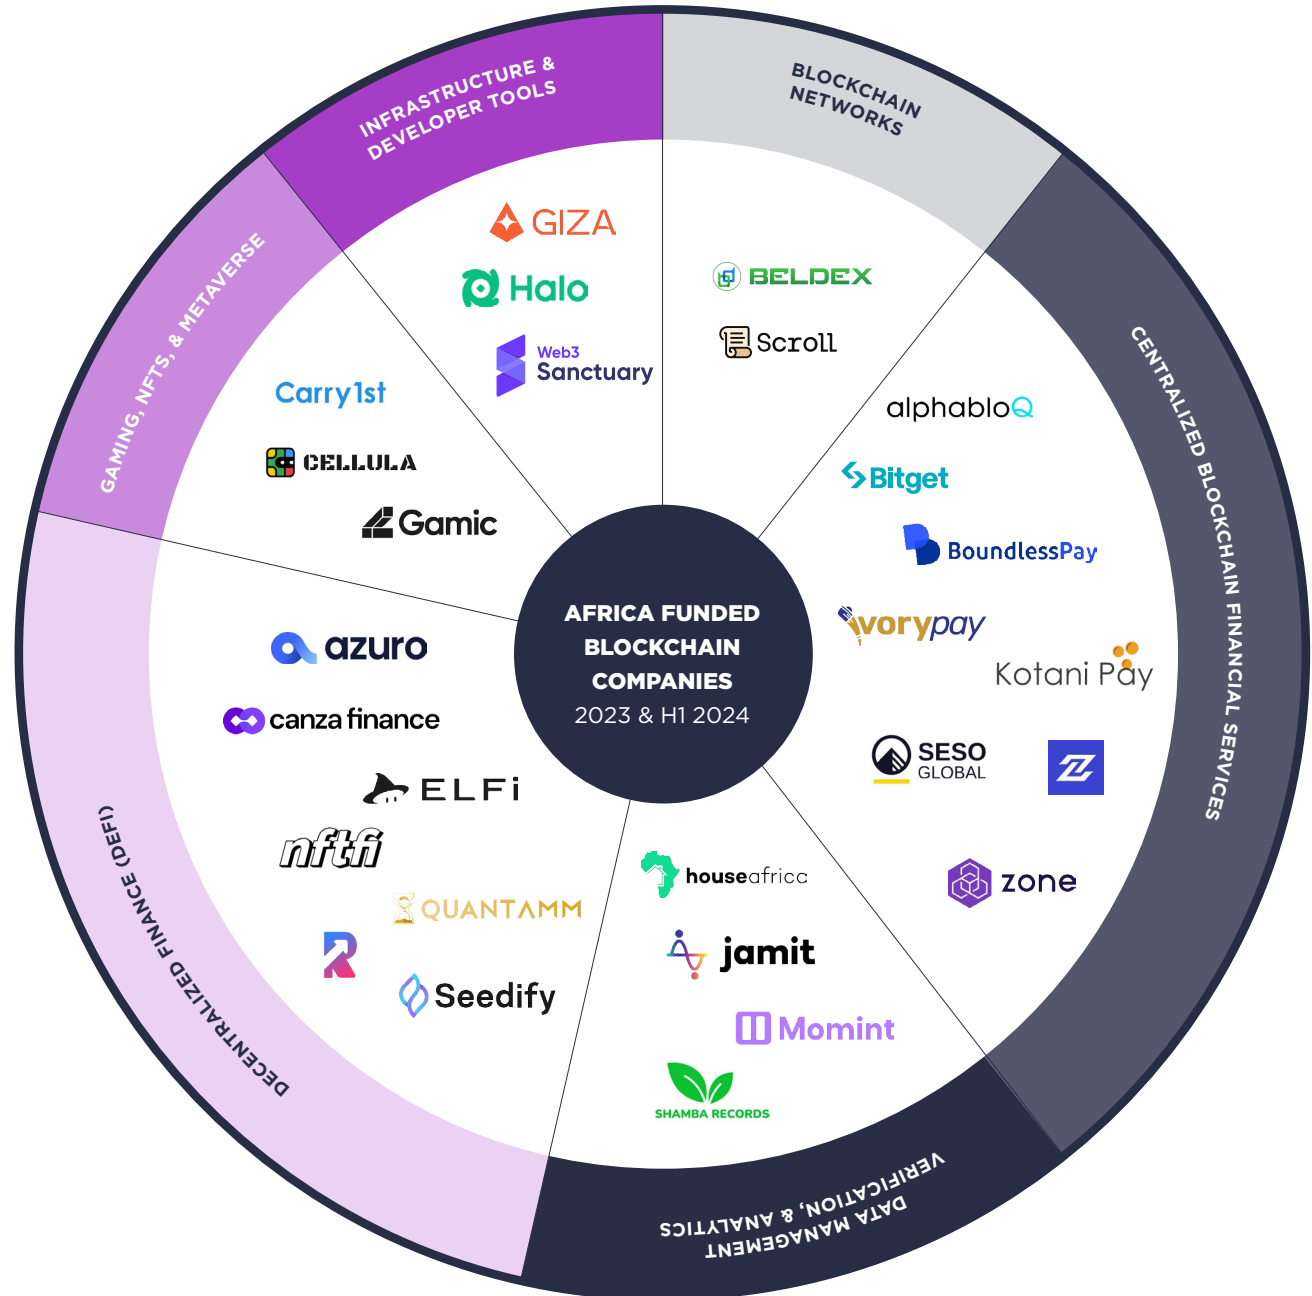 INFRASTRUCTURE &
DEVELOPER TOOLS
GIZA
Halo
Web3
Sanctuary
BLOCKCHAIN
NETWORKS
BELDEX
Scroll
CENTRALIZED BLOCKCHAIN FINANCIAL SERVICES
alphabloQ
Bitget
BoundlessPay
ivorypay
Kotani Pay
SESO
GLOBAL
zone
DATA MANAGEMENT
VERIFICATION, & ANALYTICS
houseafrica
jamit
Momint
SHAMBA RECORDS
DECENTRALIZED FINANCE (DEFI)
azuro
canza finance
ELFi
nftfi
QUANTAMM
Seedify
GAMING, NFTS, & METAVERSE
Carry1st
CELLULA
Gamic
AFRICA FUNDED
BLOCKCHAIN
COMPANIES
2023 & H1 2024